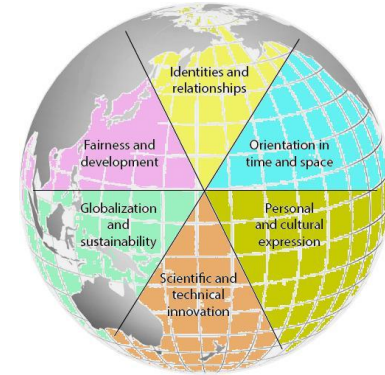 Identities and
relationships
Fairness and
development
Orientation in
time and space
Globalization
and
sustainability
Personal
and cultural
expression
Scientific and
technical
innovation